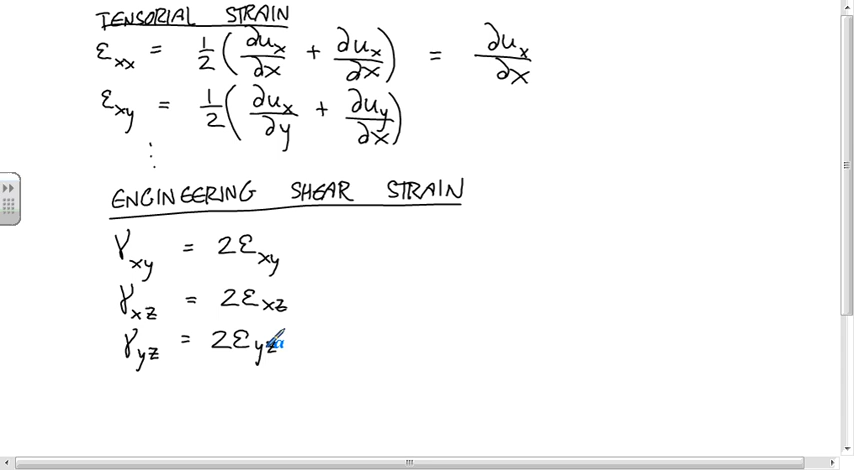 TENSORIAL STRAIN
εxx = 1/2 (∂ux/∂x + ∂ux/∂x) = ∂ux/∂x
εxy = 1/2 (∂ux/∂y + ∂uy/∂x)
⋮
ENGINEERING SHEAR STRAIN
γxy = 2εxy
γxz = 2εxz
γyz = 2εyz